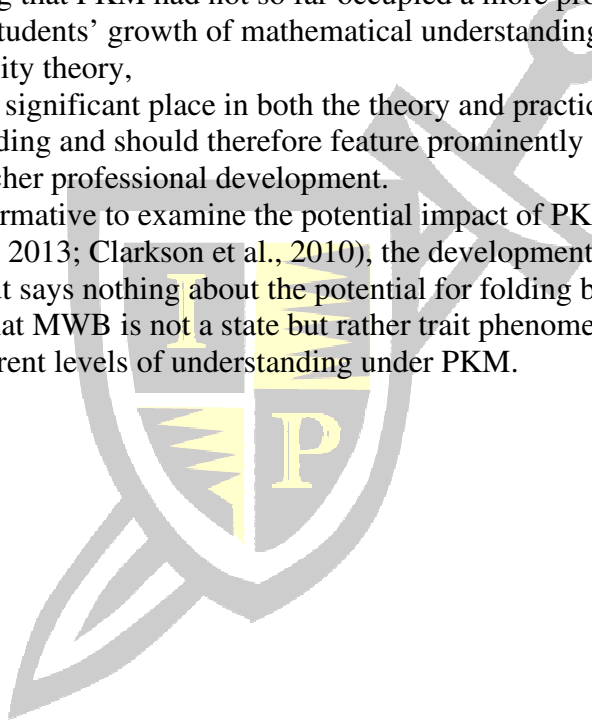 g that PKM had not so far occupied a more pro
students' growth of mathematical understanding
ity theory,
significant place in both the theory and practic
ding and should therefore feature prominently
cher professional development.
rmative to examine the potential impact of PK
2013; Clarkson et al., 2010), the development
t says nothing about the potential for folding b
at MWB is not a state but rather trait phenome
rent levels of understanding under PKM.
I
P